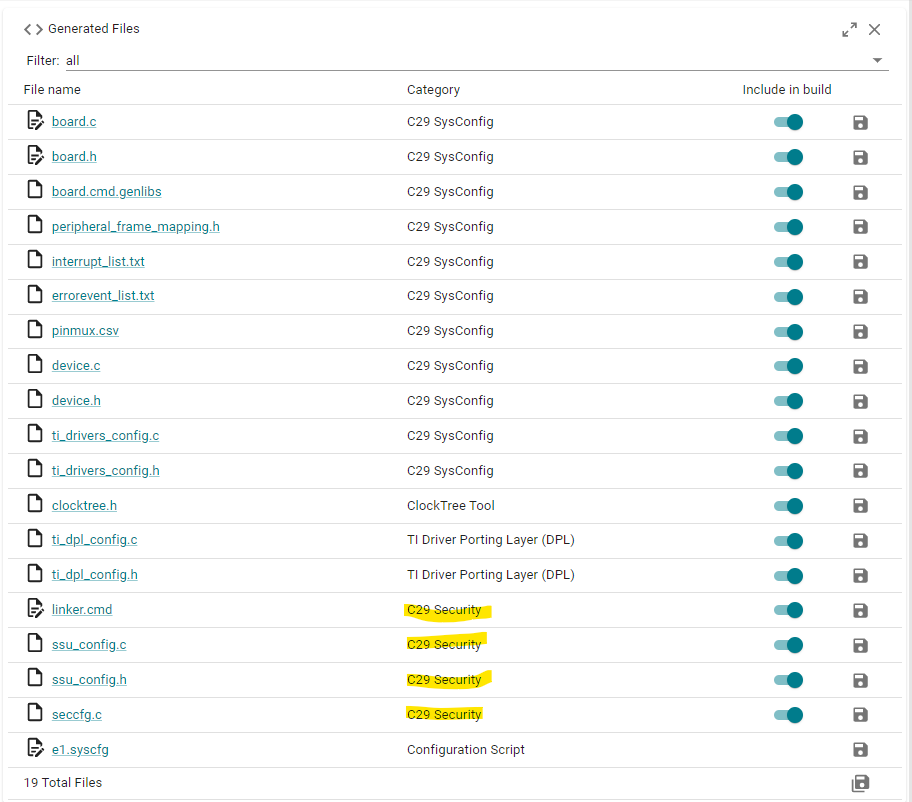 Generated Files
Filter: all
File name Category Include in build
board.c C29 SysConfig
board.h C29 SysConfig
board.cmd.genlibs C29 SysConfig
peripheral_frame_mapping.h C29 SysConfig
interrupt_list.txt C29 SysConfig
errorevent_list.txt C29 SysConfig
pinmux.csv C29 SysConfig
device.c C29 SysConfig
device.h C29 SysConfig
ti_drivers_config.c C29 SysConfig
ti_drivers_config.h C29 SysConfig
clocktree.h ClockTree Tool
ti_dpl_config.c TI Driver Porting Layer (DPL)
ti_dpl_config.h TI Driver Porting Layer (DPL)
linker.cmd C29 Security
ssu_config.c C29 Security
ssu_config.h C29 Security
seccfg.c C29 Security
e1.syscfg Configuration Script
19 Total Files